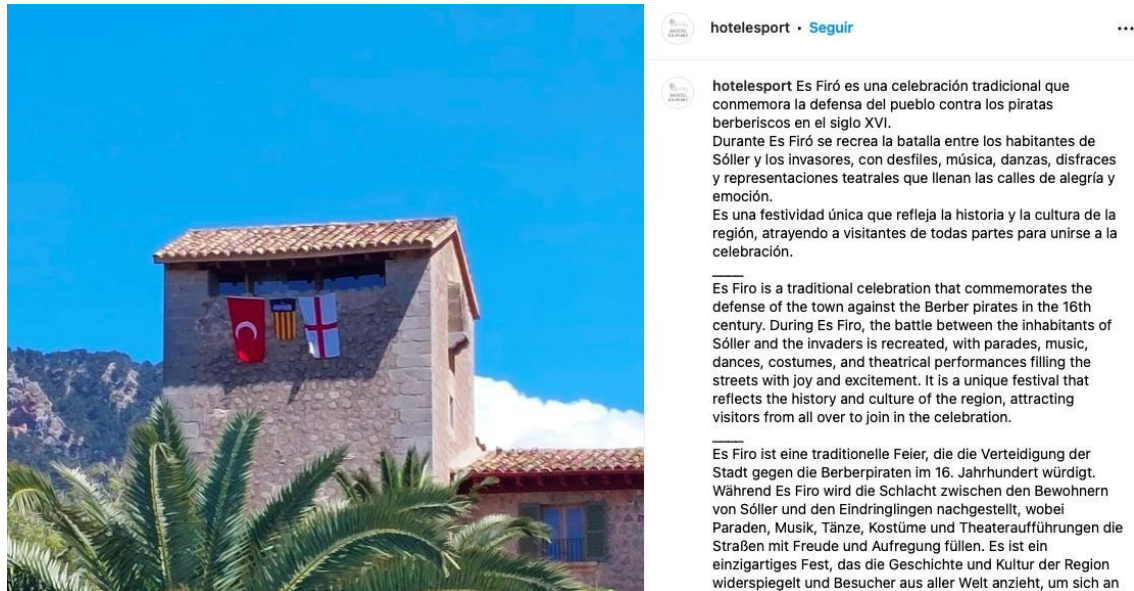 hotelesport • Seguir
hotelesport Es Firó es una celebración tradicional que
conmemora la defensa del pueblo contra los piratas
berberiscos en el siglo XVI.
Durante Es Firó se recrea la batalla entre los habitantes de
Sóller y los invasores, con desfiles, música, danzas, disfraces
y representaciones teatrales que llenan las calles de alegría y
emoción.
Es una festividad única que refleja la historia y la cultura de la
región, atrayendo a visitantes de todas partes para unirse a la
celebración.
____
Es Firo is a traditional celebration that commemorates the
defense of the town against the Berber pirates in the 16th
century. During Es Firo, the battle between the inhabitants of
Sóller and the invaders is recreated, with parades, music,
dances, costumes, and theatrical performances filling the
streets with joy and excitement. It is a unique festival that
reflects the history and culture of the region, attracting
visitors from all over to join in the celebration.
____
Es Firo ist eine traditionelle Feier, die die Verteidigung der
Stadt gegen die Berberpiraten im 16. Jahrhundert würdigt.
Während Es Firo wird die Schlacht zwischen den Bewohnern
von Sóller und den Eindringlingen nachgestellt, wobei
Paraden, Musik, Tänze, Kostüme und Theateraufführungen die
Straßen mit Freude und Aufregung füllen. Es ist ein
einzigartiges Fest, das die Geschichte und Kultur der Region
widerspiegelt und Besucher aus aller Welt anzieht, um sich an